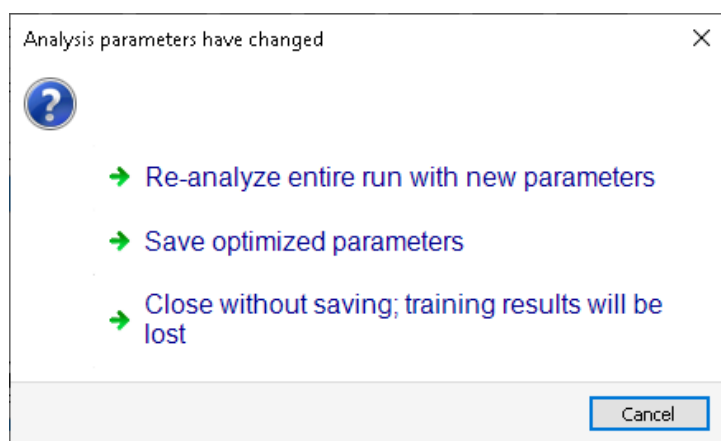 Analysis parameters have changed
Re-analyze entire run with new parameters
Save optimized parameters
Close without saving; training results will be
lost
Cancel